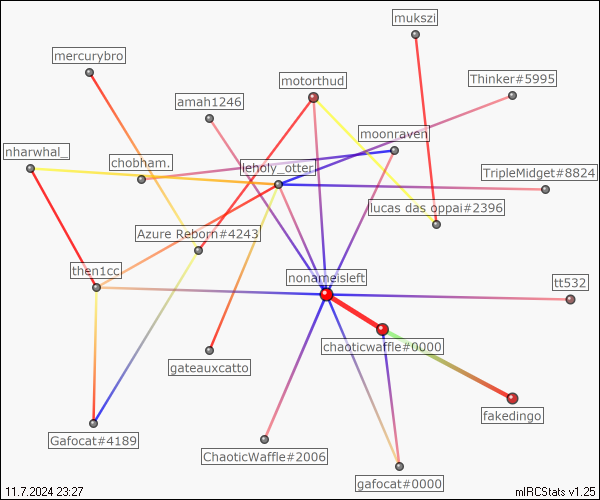 mukszi
mercurybro
motorthud
Thinker#5995
amah1246
moonraven
nharwhal_
chobham.
leholy_otter
TripleMidget#8824
lucas das oppai#2396
Azure Reborn#4243
then1cc
nonameisleft
tt532
chaoticwaffle#0000
gateauxcatto
fakedingo
Gafocat#4189
ChaoticWaffle#2006
gafocat#0000
11.7.2024 23:27
mIRCStats v1.25